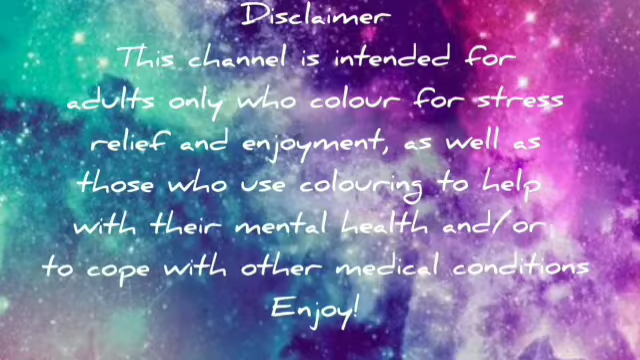 Disclaimer
This channel is intended for
adults only who colour for stress
relief and enjoyment, as well as
those who use colouring to help
with their mental health and/or
to cope with other medical conditions
Enjoy!